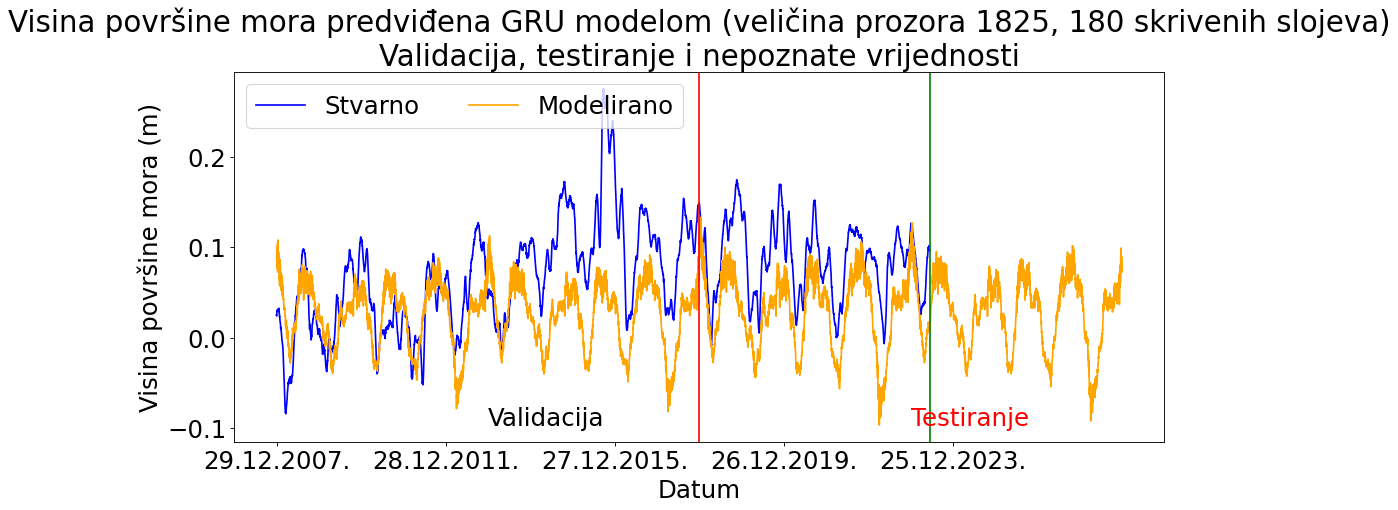 Visina površine mora predviđena GRU modelom (veličina prozora 1825, 180 skrivenih slojeva)
Validacija, testiranje i nepoznate vrijednosti
Stvarno
Modelirano
Visina površine mora (m)
0.2
0.1
0.0
−0.1
Validacija
Testiranje
29.12.2007.
28.12.2011.
27.12.2015.
26.12.2019.
25.12.2023.
Datum